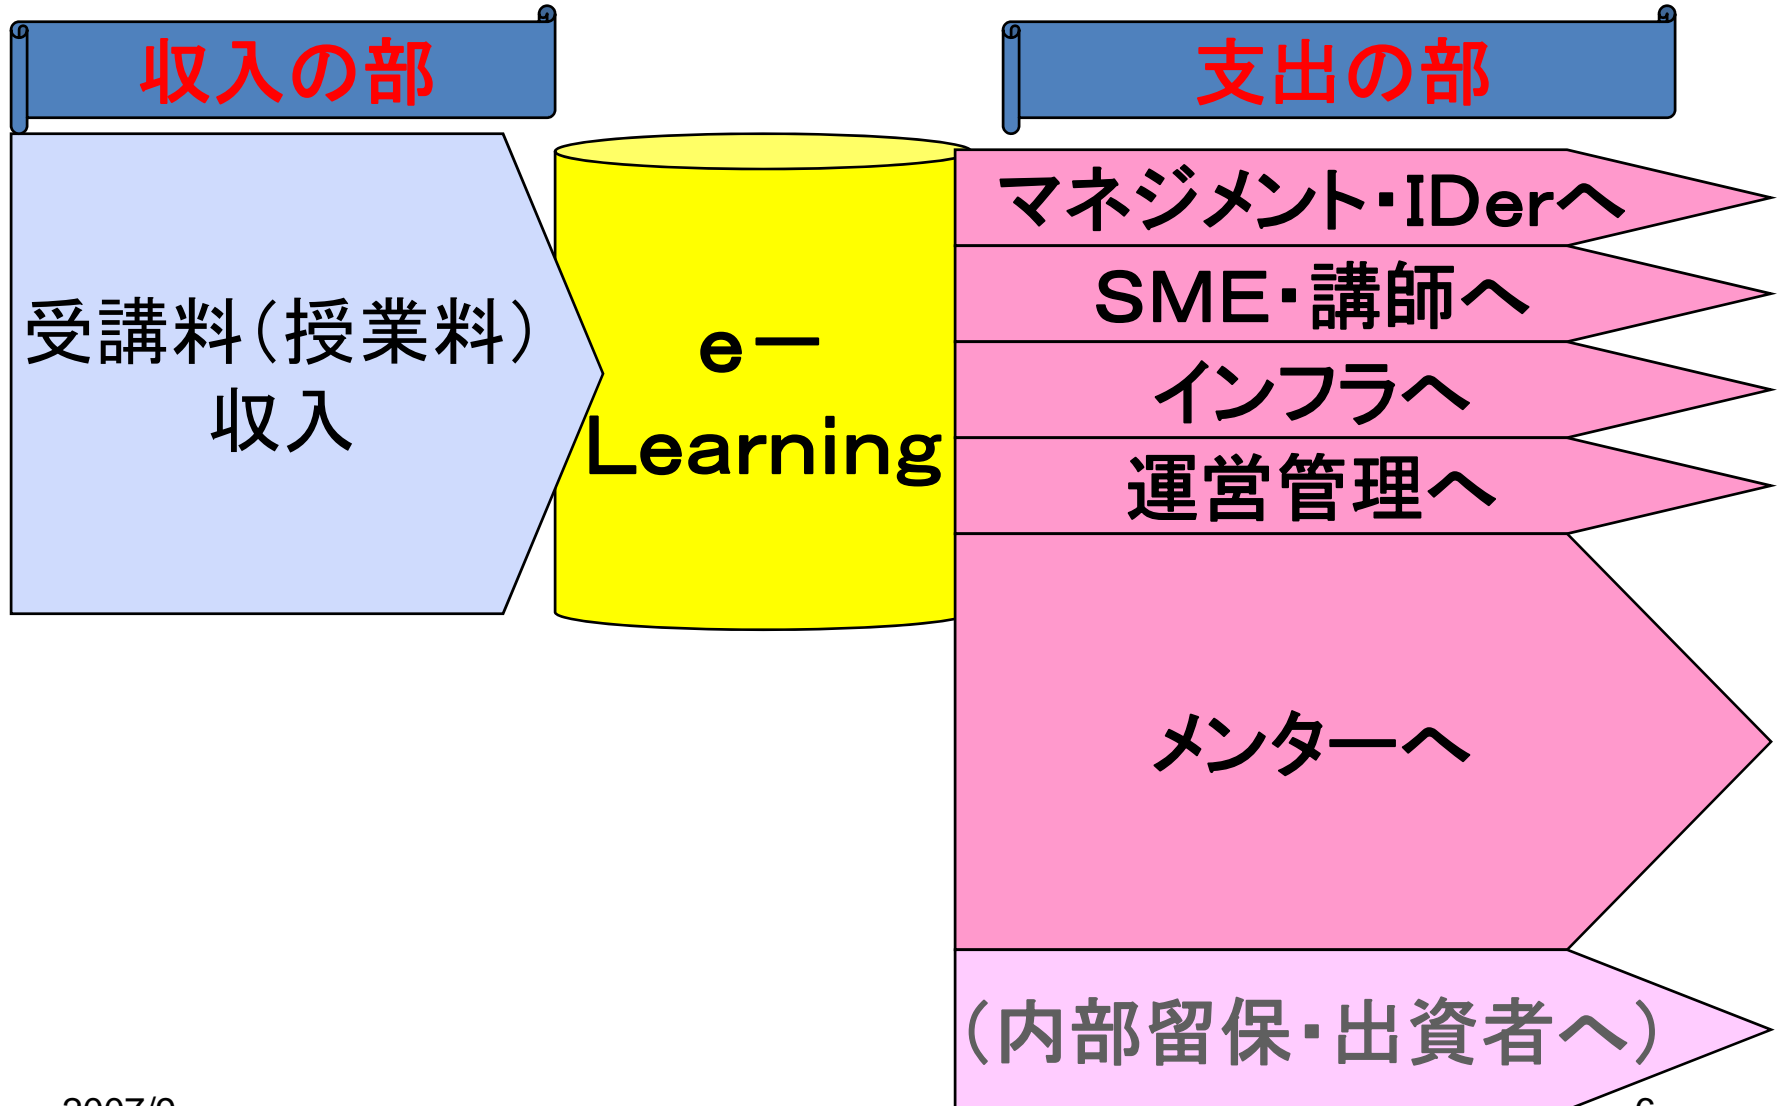 収入の部
支出の部
受講料(授業料)
収入
eー
Learning
マネジメント・IDerへ
SME・講師へ
インフラへ
運営管理へ
メンターへ
(内部留保・出資者へ)